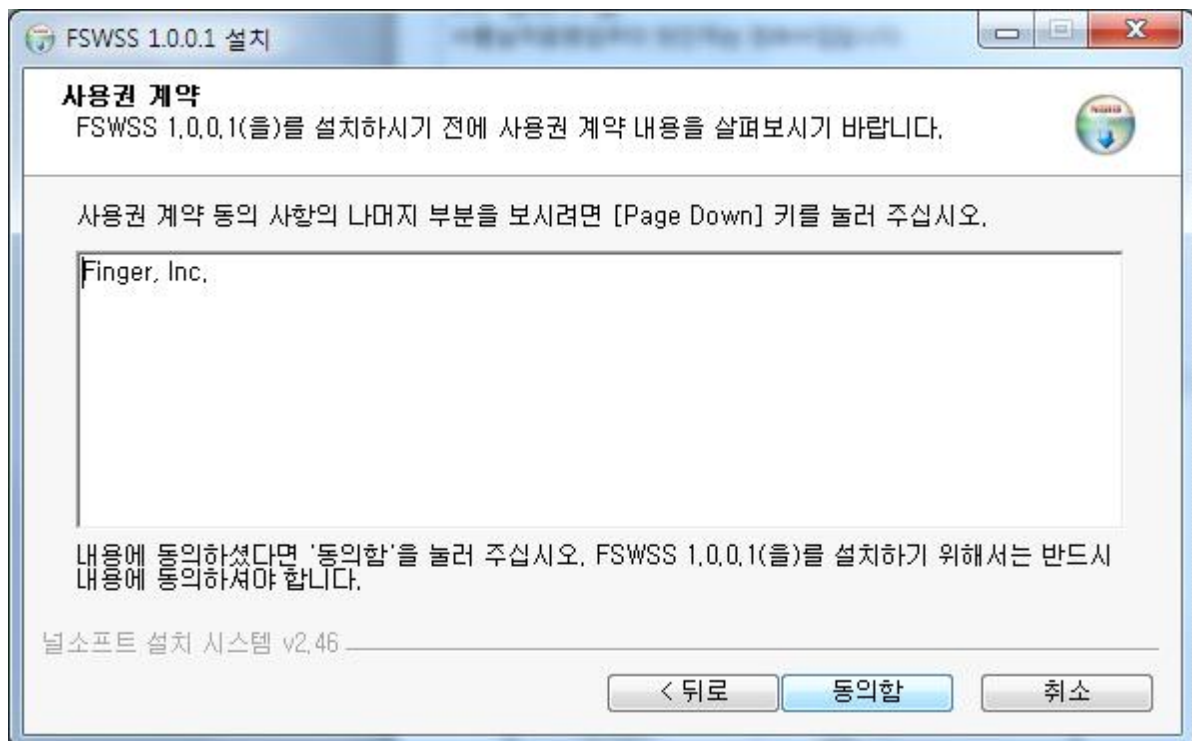 FSWSS 1.0.0.1 설치
사용권 계약
FSWSS 1.0.0.1(을)를 설치하시기 전에 사용권 계약 내용을 살펴보시기 바랍니다.
사용권 계약 동의 사항의 나머지 부분을 보시려면 [Page Down] 키를 눌러 주십시오.
Finger, Inc.
내용에 동의하셨다면 '동의함'을 눌러 주십시오. FSWSS 1.0.0.1(을)를 설치하기 위해서는 반드시
내용에 동의하셔야 합니다.
널소프트 설치 시스템 v2.46
< 뒤로
동의함
취소